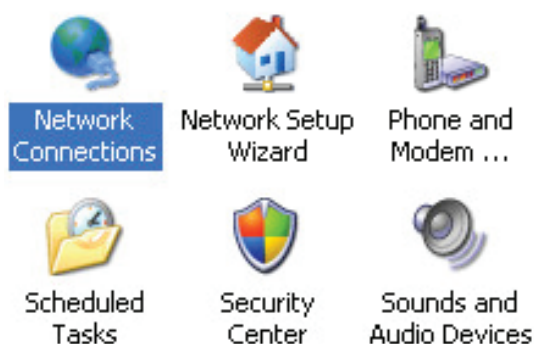 Network Network Setup Phone and
Connections Wizard Modem ...
Scheduled Security Sounds and
Tasks Center Audio Devices